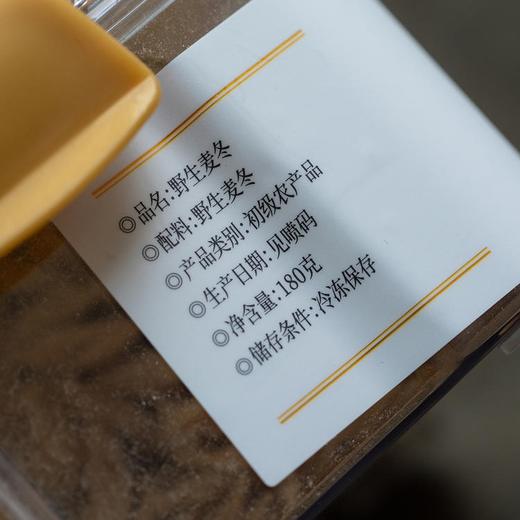 ◎品名:野生麦冬
◎配料:野生麦冬
◎产品类别:初级农产品
◎生产日期:见喷码
◎净含量:180克
◎储存条件:冷冻保存